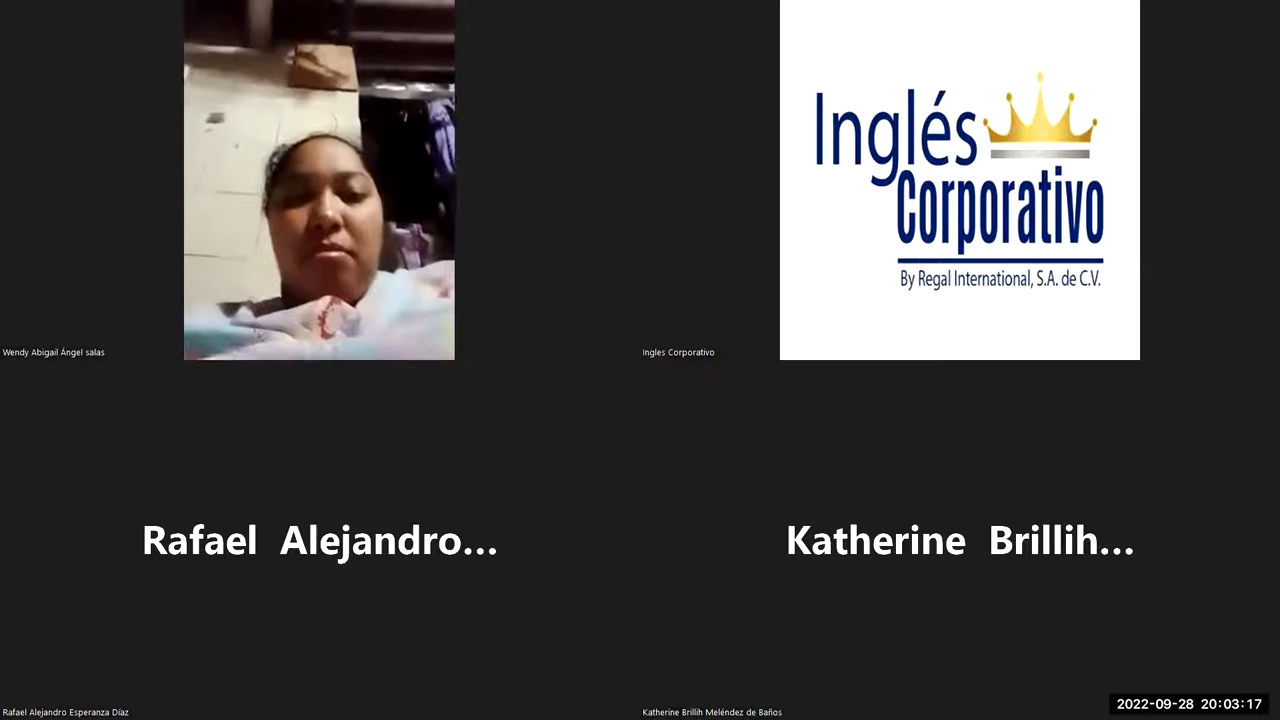 Inglés
Corporativo
By Regal International, S.A. de C.V.
Wendy Abigail Ángel salas
Ingles Corporativo
Rafael Alejandro...
Katherine Brillih...
Rafael Alejandro Esperanza Díaz
Katherine Brillih Meléndez de Baños
2022-09-28 20:03:17